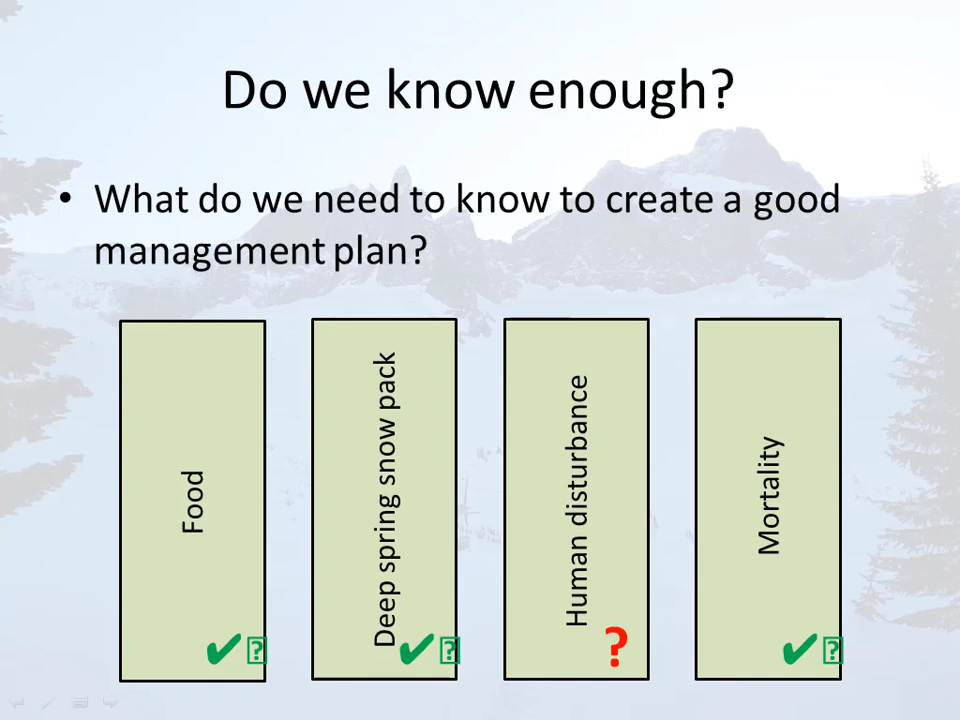 Do we know enough?
• What do we need to know to create a good
management plan?
Food
Deep spring snow pack
Human disturbance
Mortality
✔⍰
✔⍰
?
✔⍰